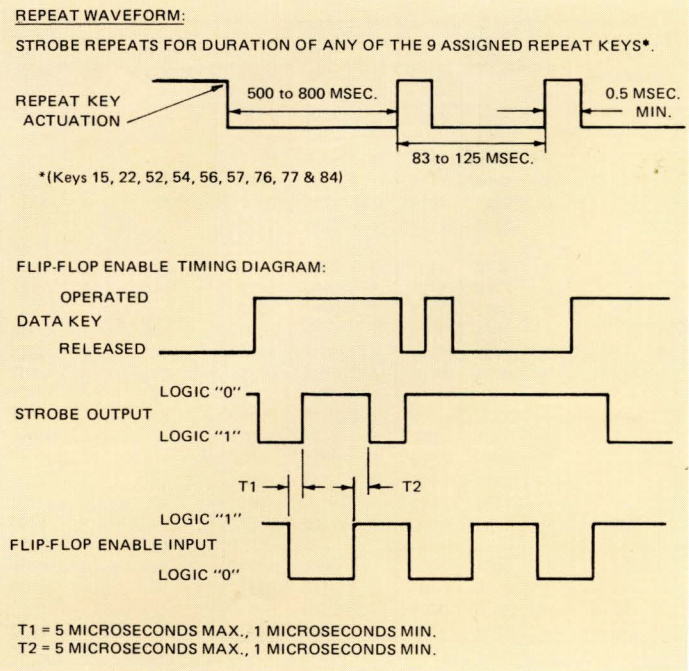 REPEAT WAVEFORM:
STROBE REPEATS FOR DURATION OF ANY OF THE 9 ASSIGNED REPEAT KEYS*.
REPEAT KEY
ACTUATION
500 to 800 MSEC.
0.5 MSEC.
MIN.
83 to 125 MSEC.
*(Keys 15, 22, 52, 54, 56, 57, 76, 77 & 84)
FLIP-FLOP ENABLE TIMING DIAGRAM:
OPERATED
DATA KEY
RELEASED
LOGIC "0"
STROBE OUTPUT
LOGIC "1"
T1
T2
LOGIC "1"
FLIP-FLOP ENABLE INPUT
LOGIC "0"
T1 = 5 MICROSECONDS MAX., 1 MICROSECONDS MIN.
T2 = 5 MICROSECONDS MAX., 1 MICROSECONDS MIN.